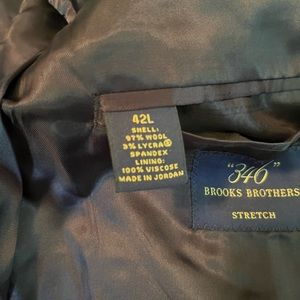 42L
SHELL:
97% WOOL
3% LYCRA®
SPANDEX
LINING:
100% VISCOSE
MADE IN JORDAN
"346"
BROOKS BROTHERS
STRETCH